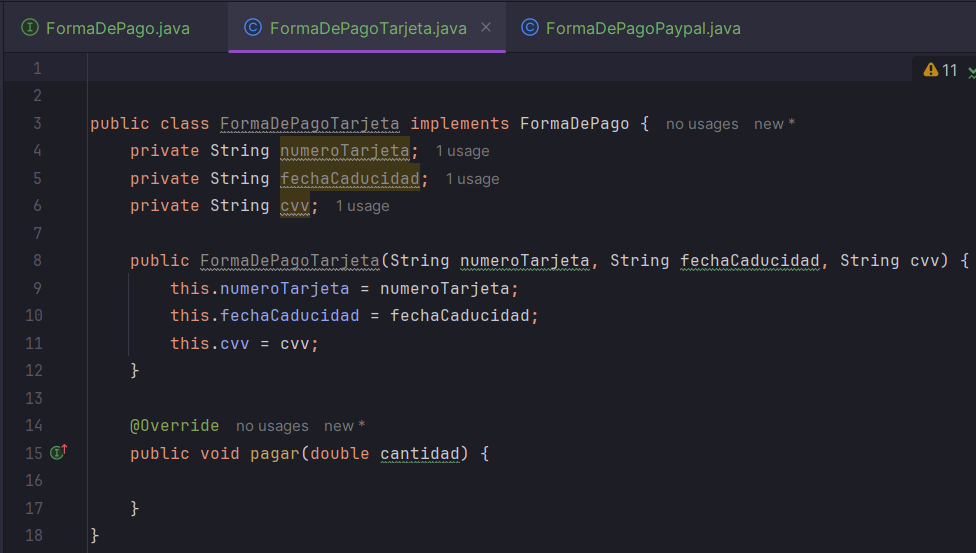 FormaDePago.java FormaDePagoTarjeta.java FormaDePagoPaypal.java
1 11
2
3 public class FormaDePagoTarjeta implements FormaDePago { no usages new *
4 private String numeroTarjeta; 1 usage
5 private String fechaCaducidad; 1 usage
6 private String cvv; 1 usage
7
8 public FormaDePagoTarjeta(String numeroTarjeta, String fechaCaducidad, String cvv) {
9 this.numeroTarjeta = numeroTarjeta;
10 this.fechaCaducidad = fechaCaducidad;
11 this.cvv = cvv;
12 }
13
14 @Override no usages new *
15 public void pagar(double cantidad) {
16
17 }
18 }